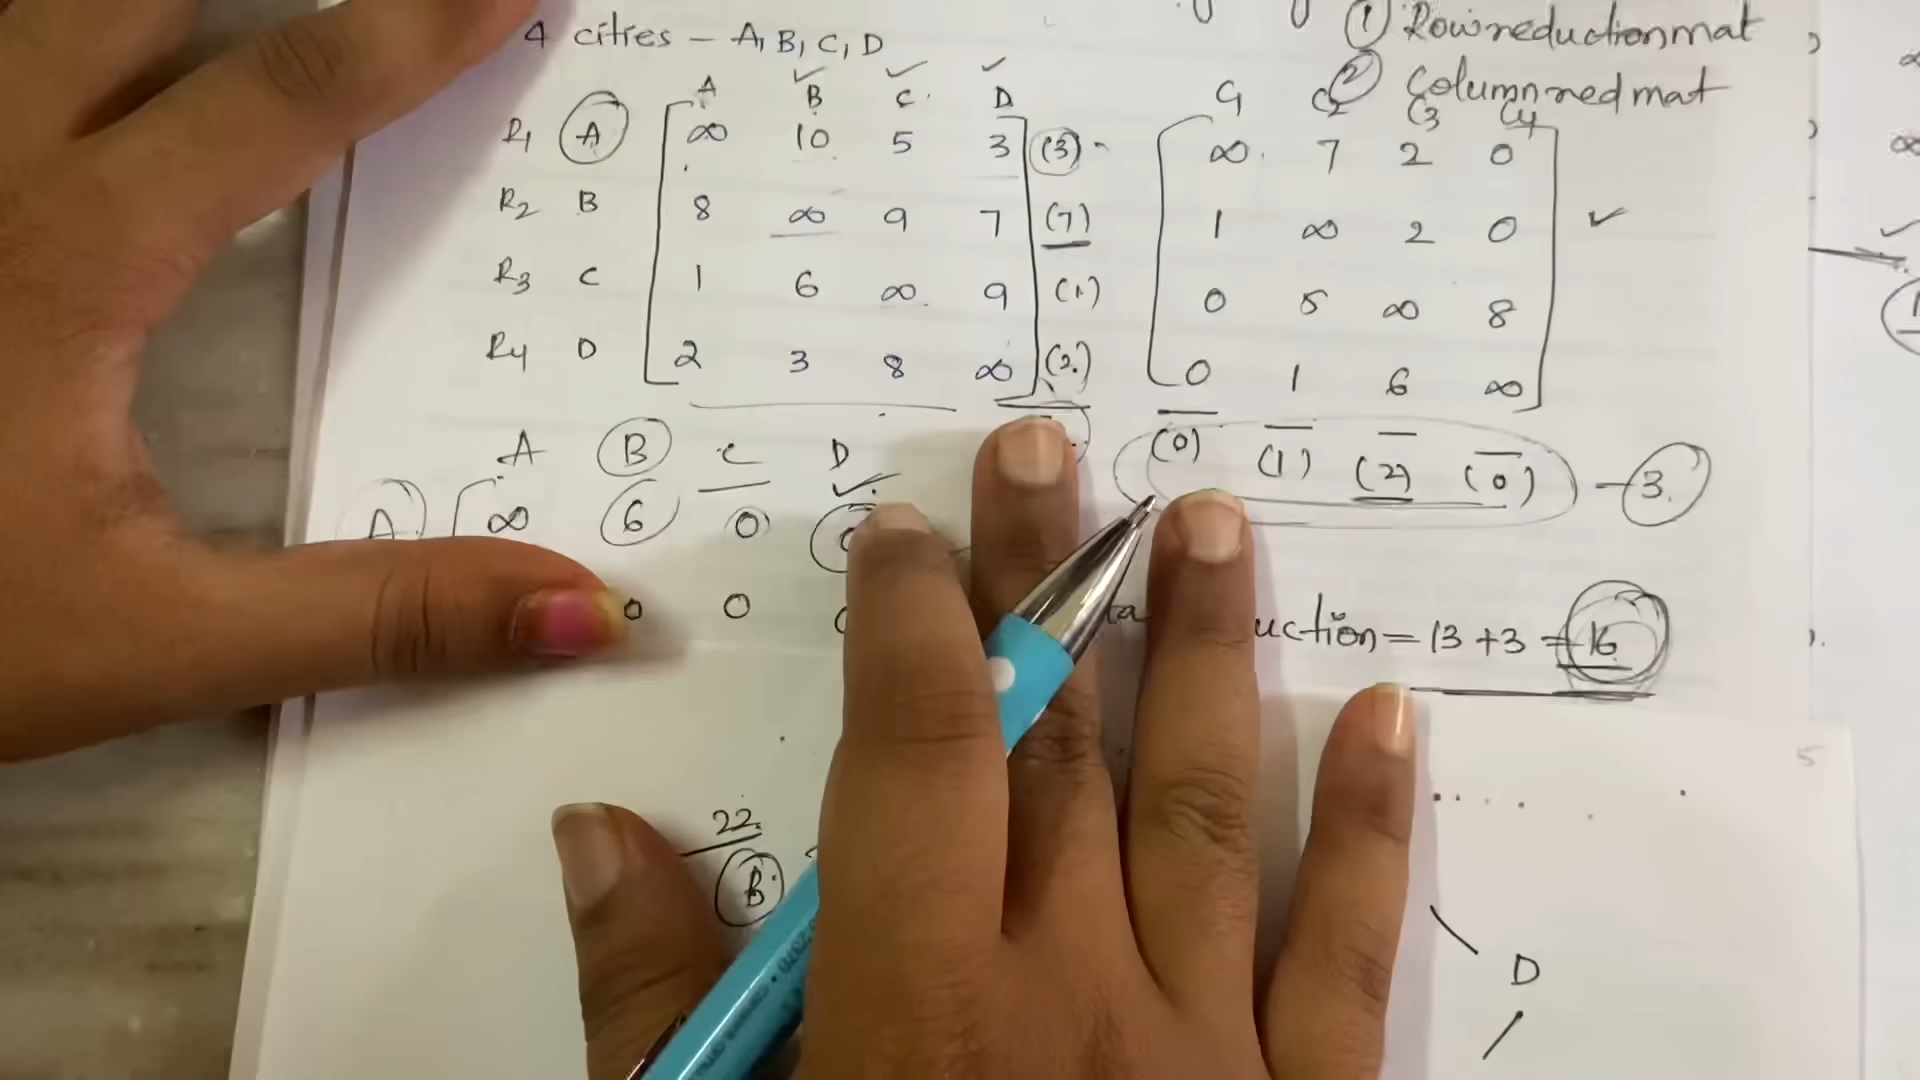 4 cities - A, B, C, D
① Row reduction mat
② Column red mat
A B C D
R1 A ∞ 10 5 3 (3)
R2 B 8 ∞ 9 7 (7)
R3 C 1 6 ∞ 9 (1)
R4 D 2 3 8 ∞ (2)
C1 C2 C3 C4
∞ 7 2 0
1 ∞ 2 0
0 5 ∞ 8
0 1 6 ∞
(0) (1) (2) (0) - 3
A B C D
A ∞ 6 0
0 0
uction = 13 + 3 = 16
22
B
5
D